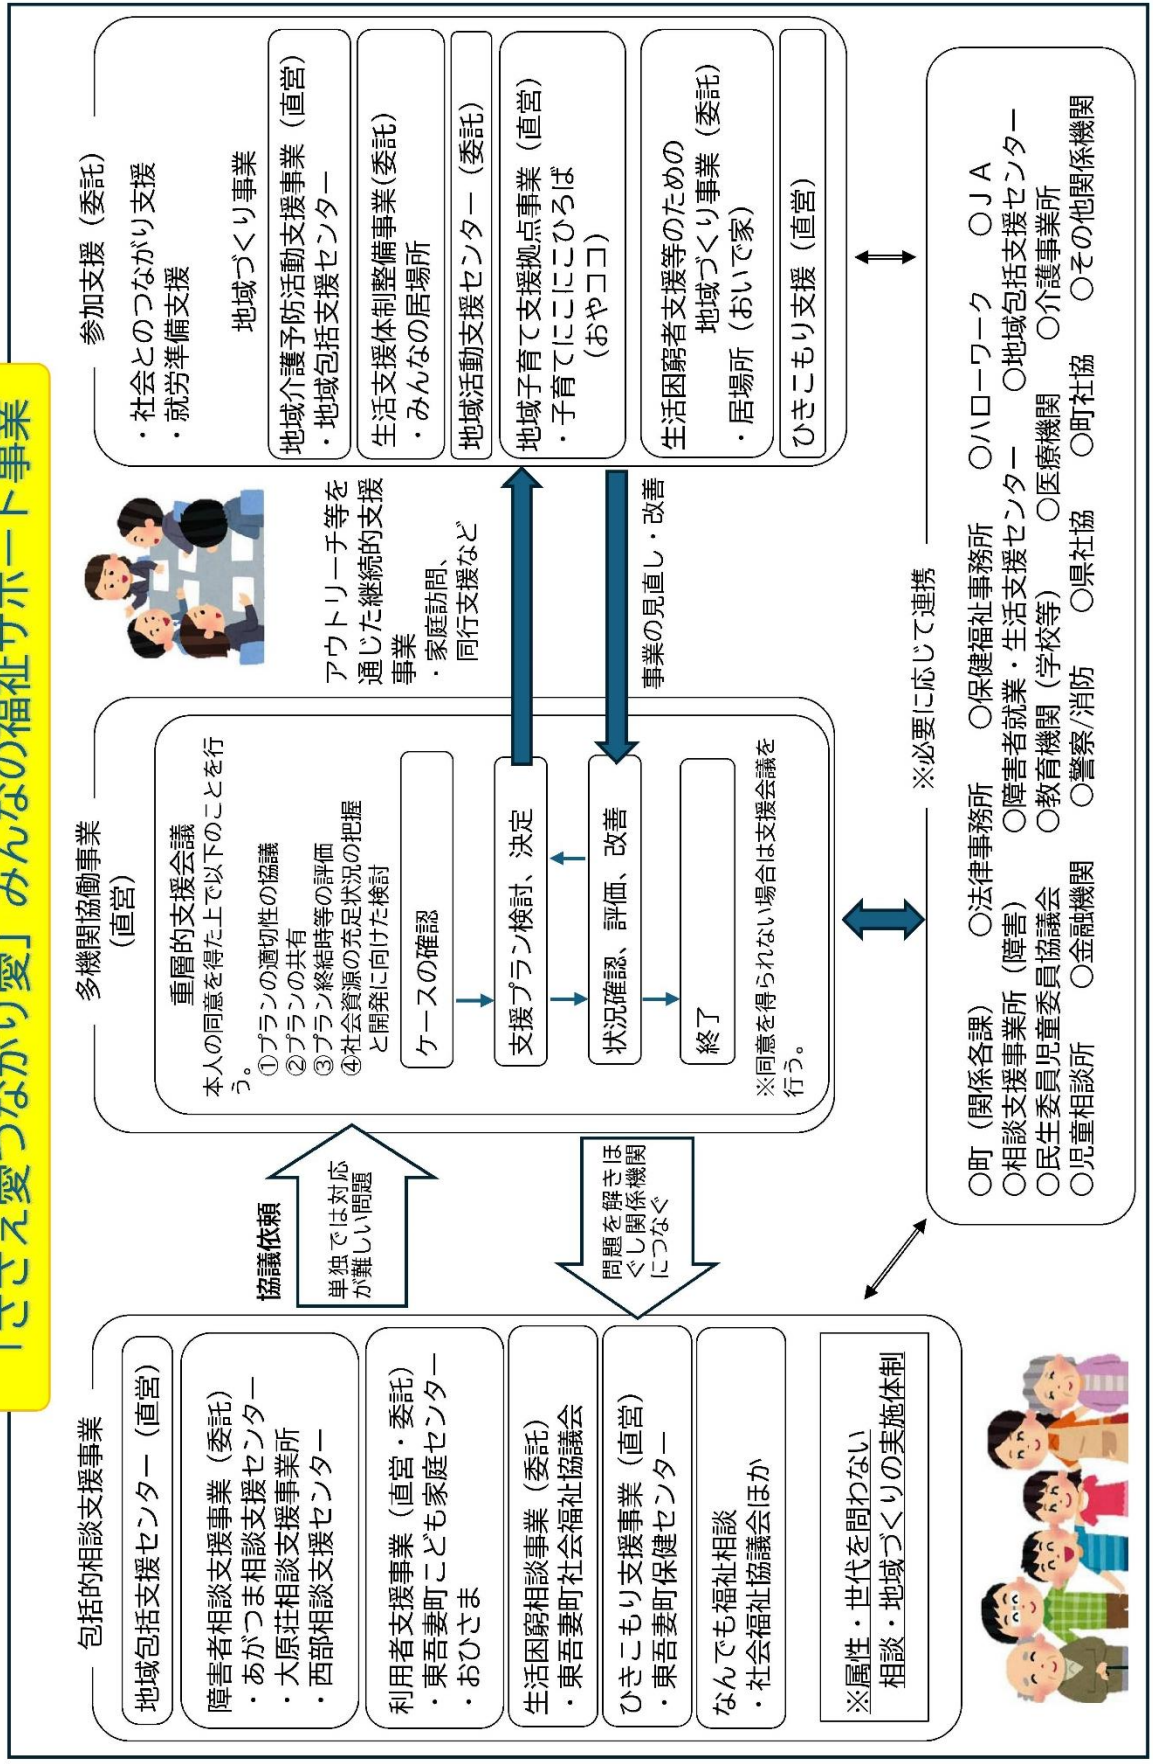 「ささえ愛つながり愛」みんなの福祉サポート事業
包括的相談支援事業
地域包括支援センター（直営）
障害者相談支援事業（委託）
・あがつま相談支援センター
・大原荘相談支援事業所
・西部相談支援センター
利用者支援事業（直営・委託）
・東吾妻町こども家庭センター
・おひさま
生活困窮相談事業（委託）
・東吾妻町社会福祉協議会
ひきこもり支援事業（直営）
・東吾妻町保健センター
なんでも福祉相談
・社会福祉協議会ほか
※属性・世代を問わない
相談・地域づくりの実施体制
協議依頼
単独では対応
が難しい問題
問題を解きほ
ぐし関係機関
につなぐ
多機関協働事業
（直営）
重層的支援会議
本人の同意を得た上で以下のことを行
う。
①プランの適切性の協議
②プランの共有
③プラン終結時等の評価
④社会資源の充足状況の把握
と開発に向けた検討
ケースの確認
支援プラン検討、決定
状況確認、評価、改善
終了
※同意を得られない場合は支援会議を
行う。
アウトリーチ等を
通じた継続的支援
事業
・家庭訪問、
同行支援など
事業の見直し・改善
参加支援（委託）
・社会とのつながり支援
・就労準備支援
地域づくり事業
地域介護予防活動支援事業（直営）
・地域包括支援センター
生活支援体制整備事業(委託）
・みんなの居場所
地域活動支援センター（委託）
地域子育て支援拠点事業（直営）
・子育てにこにこひろば
（おやココ）
生活困窮者支援等のための
地域づくり事業（委託）
・居場所（おいで家）
ひきこもり支援（直営）
※必要に応じて連携
〇町（関係各課）　〇法律事務所　〇保健福祉事務所　〇ハローワーク　〇ＪＡ
〇相談支援事業所（障害）　〇障害者就業・生活支援センター　〇地域包括支援センター
〇民生委員児童委員協議会　〇教育機関（学校等）　〇医療機関　〇介護事業所
〇児童相談所　〇金融機関　〇警察/消防　〇県社協　〇町社協　〇その他関係機関